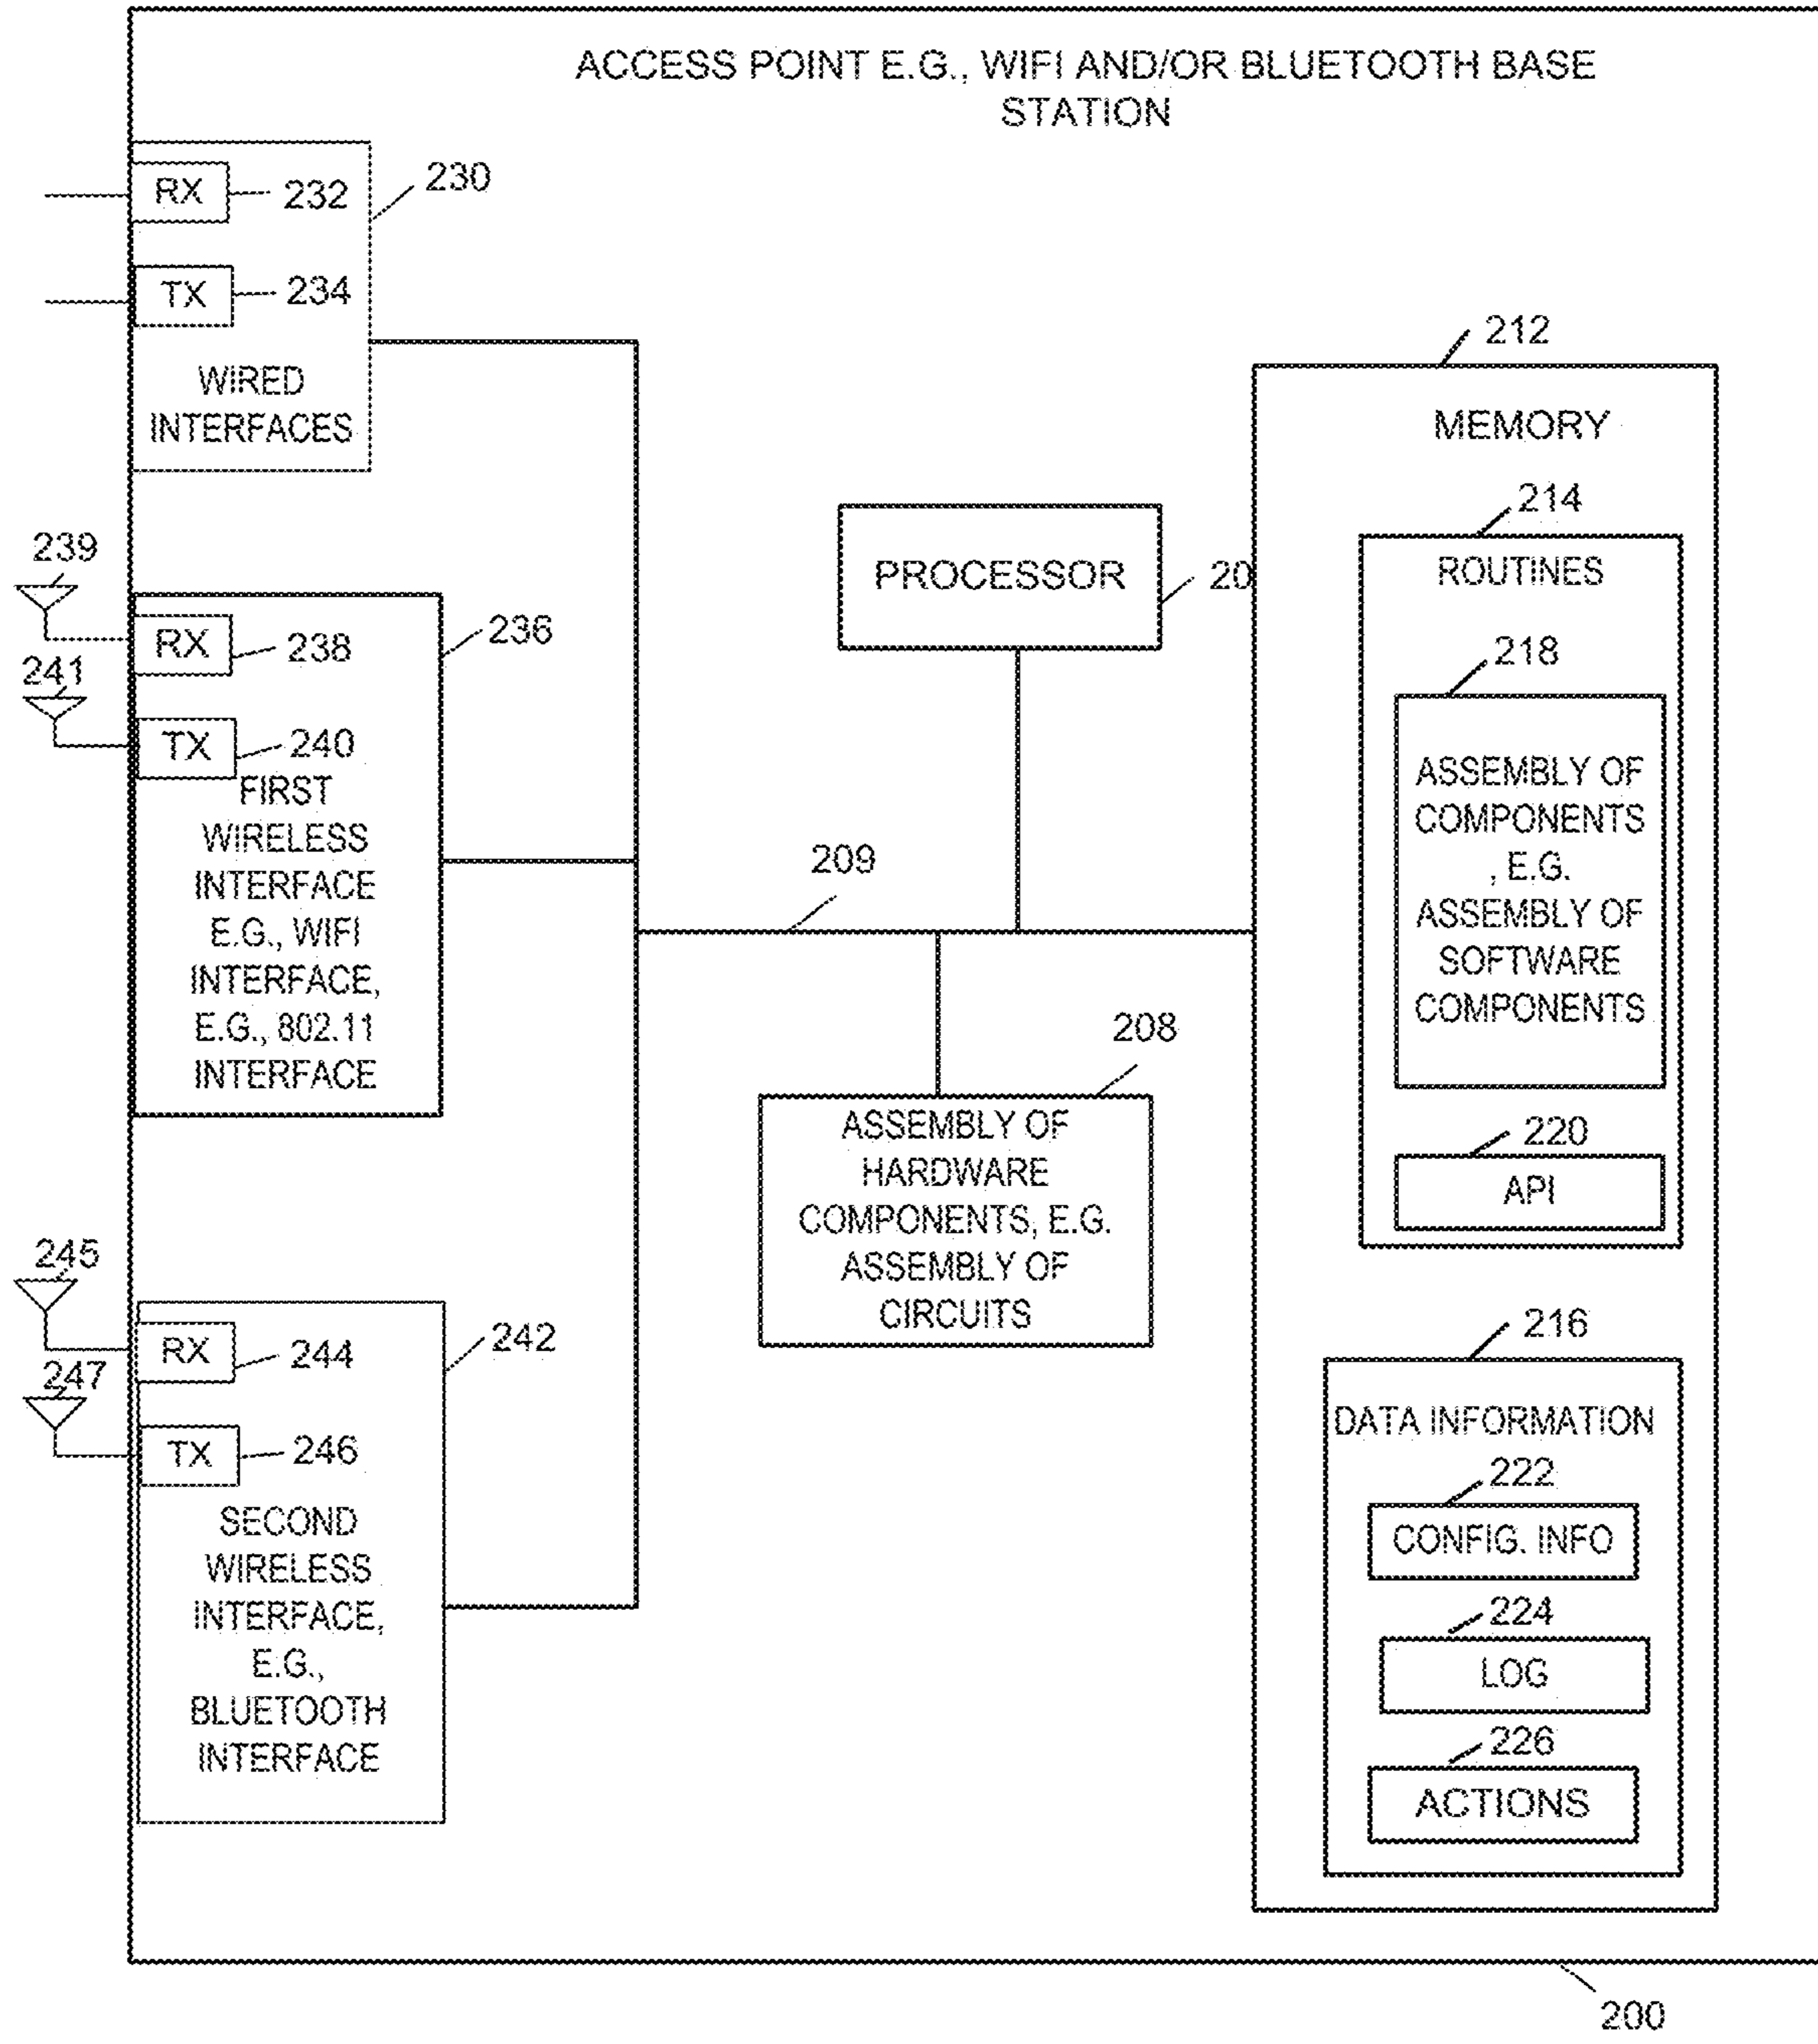 ACCESS POINT E.G., WIFI AND/OR BLUETOOTH BASE
STATION
RX
232
230
TX
234
WIRED
INTERFACES
239
RX
238
236
241
TX
240
FIRST
WIRELESS
INTERFACE
E.G., WIFI
INTERFACE,
E.G., 802.11
INTERFACE
245
RX
244
242
247
TX
246
SECOND
WIRELESS
INTERFACE,
E.G.,
BLUETOOTH
INTERFACE
PROCESSOR
20
209
208
ASSEMBLY OF
HARDWARE
COMPONENTS, E.G.
ASSEMBLY OF
CIRCUITS
212
MEMORY
214
ROUTINES
218
ASSEMBLY OF
COMPONENTS
, E.G.
ASSEMBLY OF
SOFTWARE
COMPONENTS
220
API
216
DATA INFORMATION
222
CONFIG. INFO
224
LOG
226
ACTIONS
200